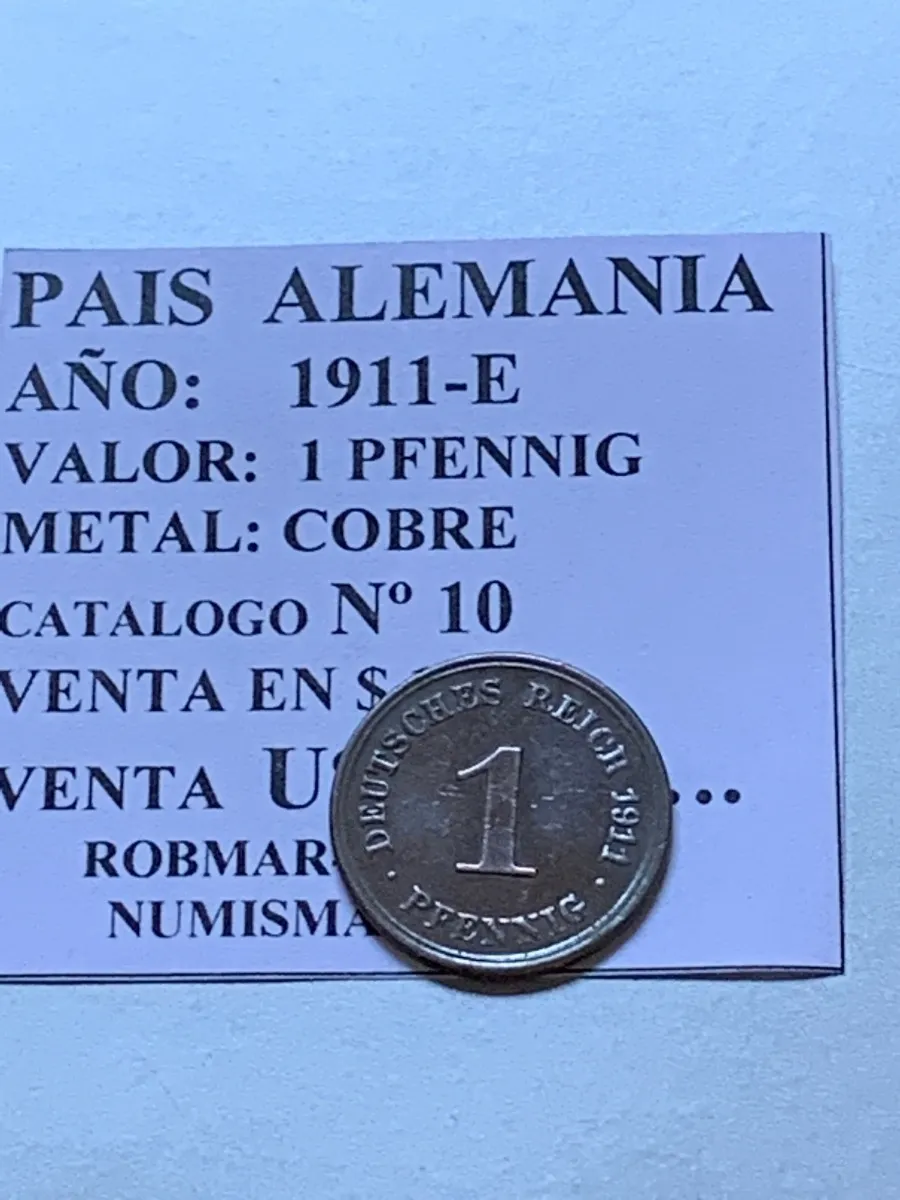 PAIS ALEMANIA
AÑO: 1911-E
VALOR: 1 PFENNIG
METAL: COBRE
CATALOGO Nº 10
VENTA EN $
VENTA
ROBMAR
DEUTSCHES REICH 1911
1
· PFENNIG ·